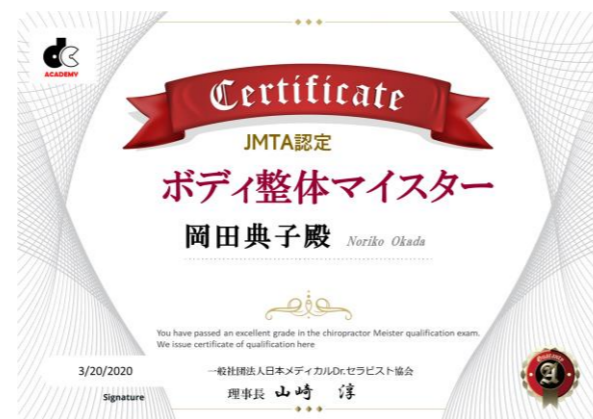 dc
ACADEMY
Certificate
JMTA認定
ボディ整体マイスター
岡田典子殿 Noriko Okada
You have passed an excellent grade in the chiropractor Meister qualification exam.
We issue certificate of qualification here
3/20/2020
一般社団法人日本メディカルDr.セラピスト協会
Signature
理事長 山崎 淳
A